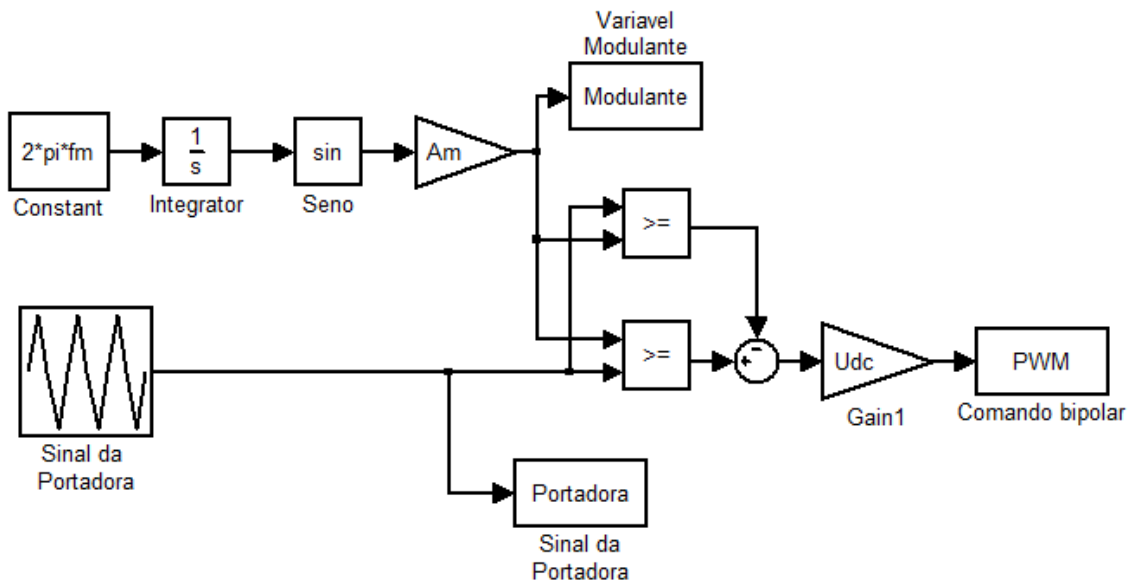 Variavel
Modulante
Modulante
2*pi*fm
1
s
sin
Am
Constant
Integrator
Seno
>=
>=
Udc
PWM
Gain1
Comando bipolar
Sinal da
Portadora
Portadora
Sinal da
Portadora